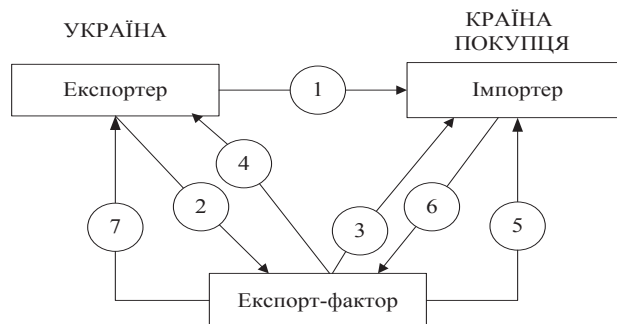 УКРАЇНА
КРАЇНА
ПОКУПЦЯ
Експортер
1
Імпортер
4
7
2
3
6
5
Експорт-фактор